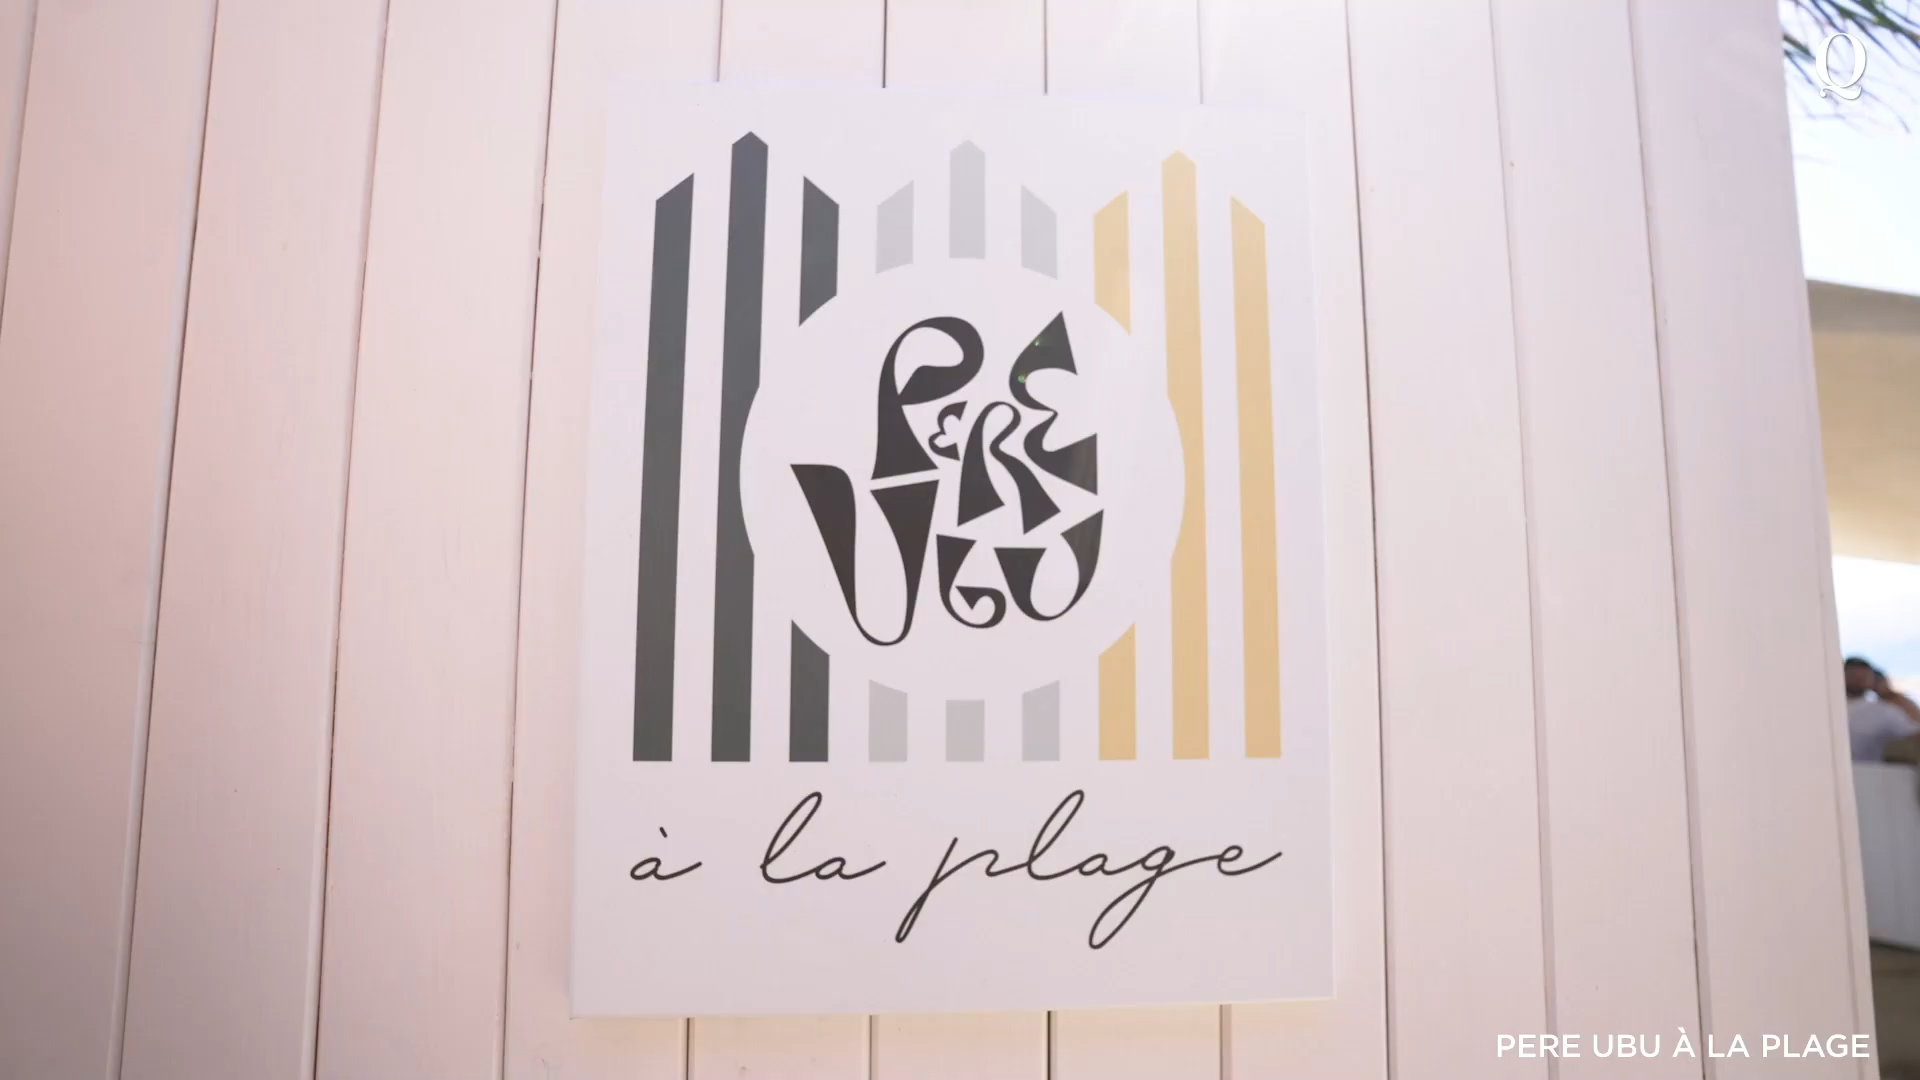 Q
PERE
UbU
à la plage
PERE UBU À LA PLAGE